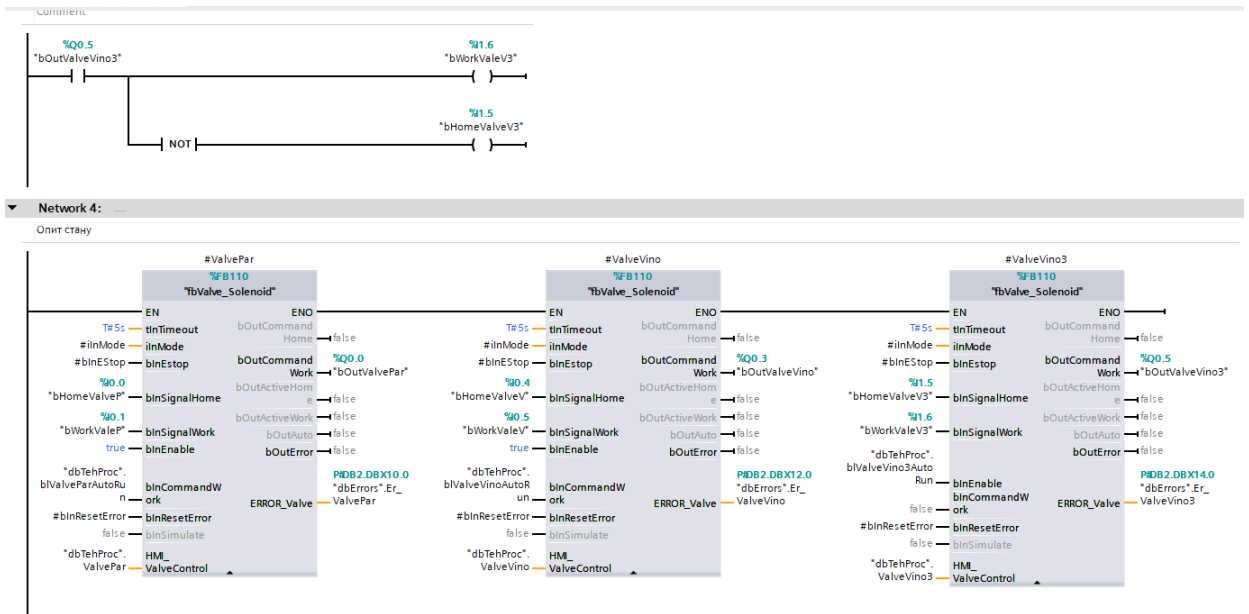 Comment
%Q0.5
"bOutValveVino3"
%I1.6
"bWorkValeV3"
%I1.5
"bHomeValveV3"
NOT
Network 4: .....
Опит стану
#ValvePar
%FB110
"fbValve_Solenoid"
EN
ENO
T#5s
tInTimeout
bOutCommand
Home
false
#iInMode
iInMode
#bInEStop
bInEstop
bOutCommand
Work
%Q0.0
"bOutValvePar"
%I0.0
"bHomeValveP"
bInSignalHome
bOutActiveHom
e
false
%I0.1
"bWorkValeP"
bInSignalWork
bOutActiveWork
false
bOutAuto
false
true
bInEnable
bOutError
false
"dbTehProc".
blValveParAutoRu
n
bInCommandW
ork
ERROR_Valve
P#DB2.DBX10.0
"dbErrors".Er_
ValvePar
#bInResetError
bInResetError
false
bInSimulate
"dbTehProc".
ValvePar
HMI_
ValveControl
#ValveVino
%FB110
"fbValve_Solenoid"
EN
ENO
T#5s
tInTimeout
bOutCommand
Home
false
#iInMode
iInMode
#bInEStop
bInEstop
bOutCommand
Work
%Q0.3
"bOutValveVino"
%I0.4
"bHomeValveV"
bInSignalHome
bOutActiveHom
e
false
%I0.5
"bWorkValeV"
bInSignalWork
bOutActiveWork
false
bOutAuto
false
true
bInEnable
bOutError
false
"dbTehProc".
blValveVinoAutoR
un
bInCommandW
ork
ERROR_Valve
P#DB2.DBX12.0
"dbErrors".Er_
ValveVino
#bInResetError
bInResetError
false
bInSimulate
"dbTehProc".
ValveVino
HMI_
ValveControl
#ValveVino3
%FB110
"fbValve_Solenoid"
EN
ENO
T#5s
tInTimeout
bOutCommand
Home
false
#iInMode
iInMode
#bInEStop
bInEstop
bOutCommand
Work
%Q0.5
"bOutValveVino3"
%I1.5
"bHomeValveV3"
bInSignalHome
bOutActiveHom
e
false
%I1.6
"bWorkValeV3"
bInSignalWork
bOutActiveWork
false
bOutAuto
false
"dbTehProc".
blValveVino3Auto
Run
bInEnable
bOutError
false
false
bInCommandW
ork
ERROR_Valve
P#DB2.DBX14.0
"dbErrors".Er_
ValveVino3
#bInResetError
bInResetError
false
bInSimulate
"dbTehProc".
ValveVino3
HMI_
ValveControl